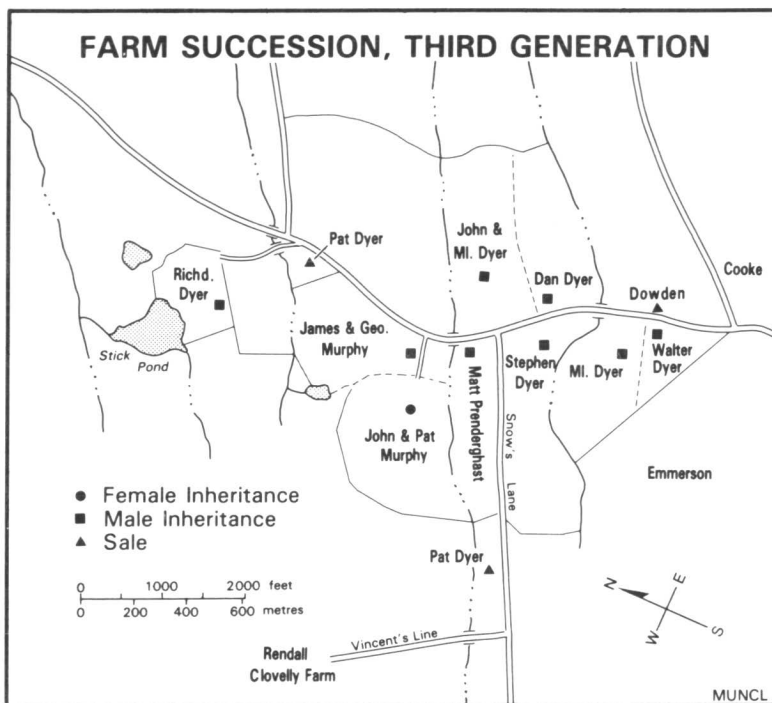 FARM SUCCESSION, THIRD GENERATION
Pat Dyer
John &
Ml. Dyer
Cooke
Richd.
Dyer
Dan Dyer
Dowden
James & Geo.
Murphy
Stick
Pond
Matt Prenderghast
Stephen
Dyer
Ml. Dyer
Walter
Dyer
John & Pat
Murphy
Snow's
Lane
Emmerson
Female Inheritance
Male Inheritance
Sale
Pat Dyer
0 1000 2000 feet
0 200 400 600 metres
N
E
W
S
Vincent's Line
Rendall
Clovelly Farm
MUNCL